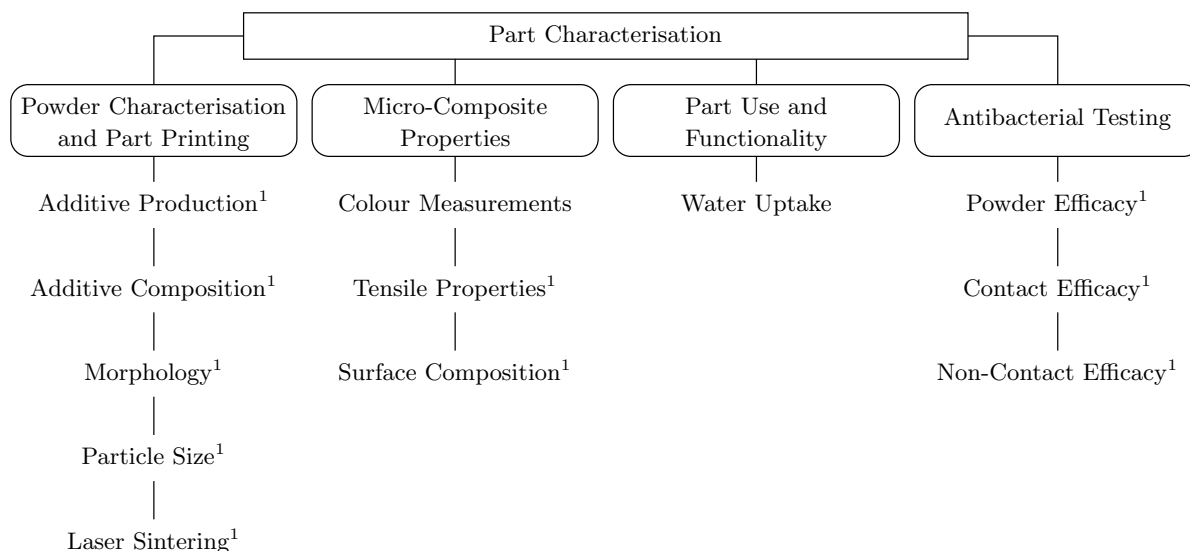 Part Characterisation
Powder Characterisation
and Part Printing
Micro-Composite
Properties
Part Use and
Functionality
Antibacterial Testing
Additive Production¹
Colour Measurements
Water Uptake
Powder Efficacy¹
Additive Composition¹
Tensile Properties¹
Contact Efficacy¹
Morphology¹
Surface Composition¹
Non-Contact Efficacy¹
Particle Size¹
Laser Sintering¹